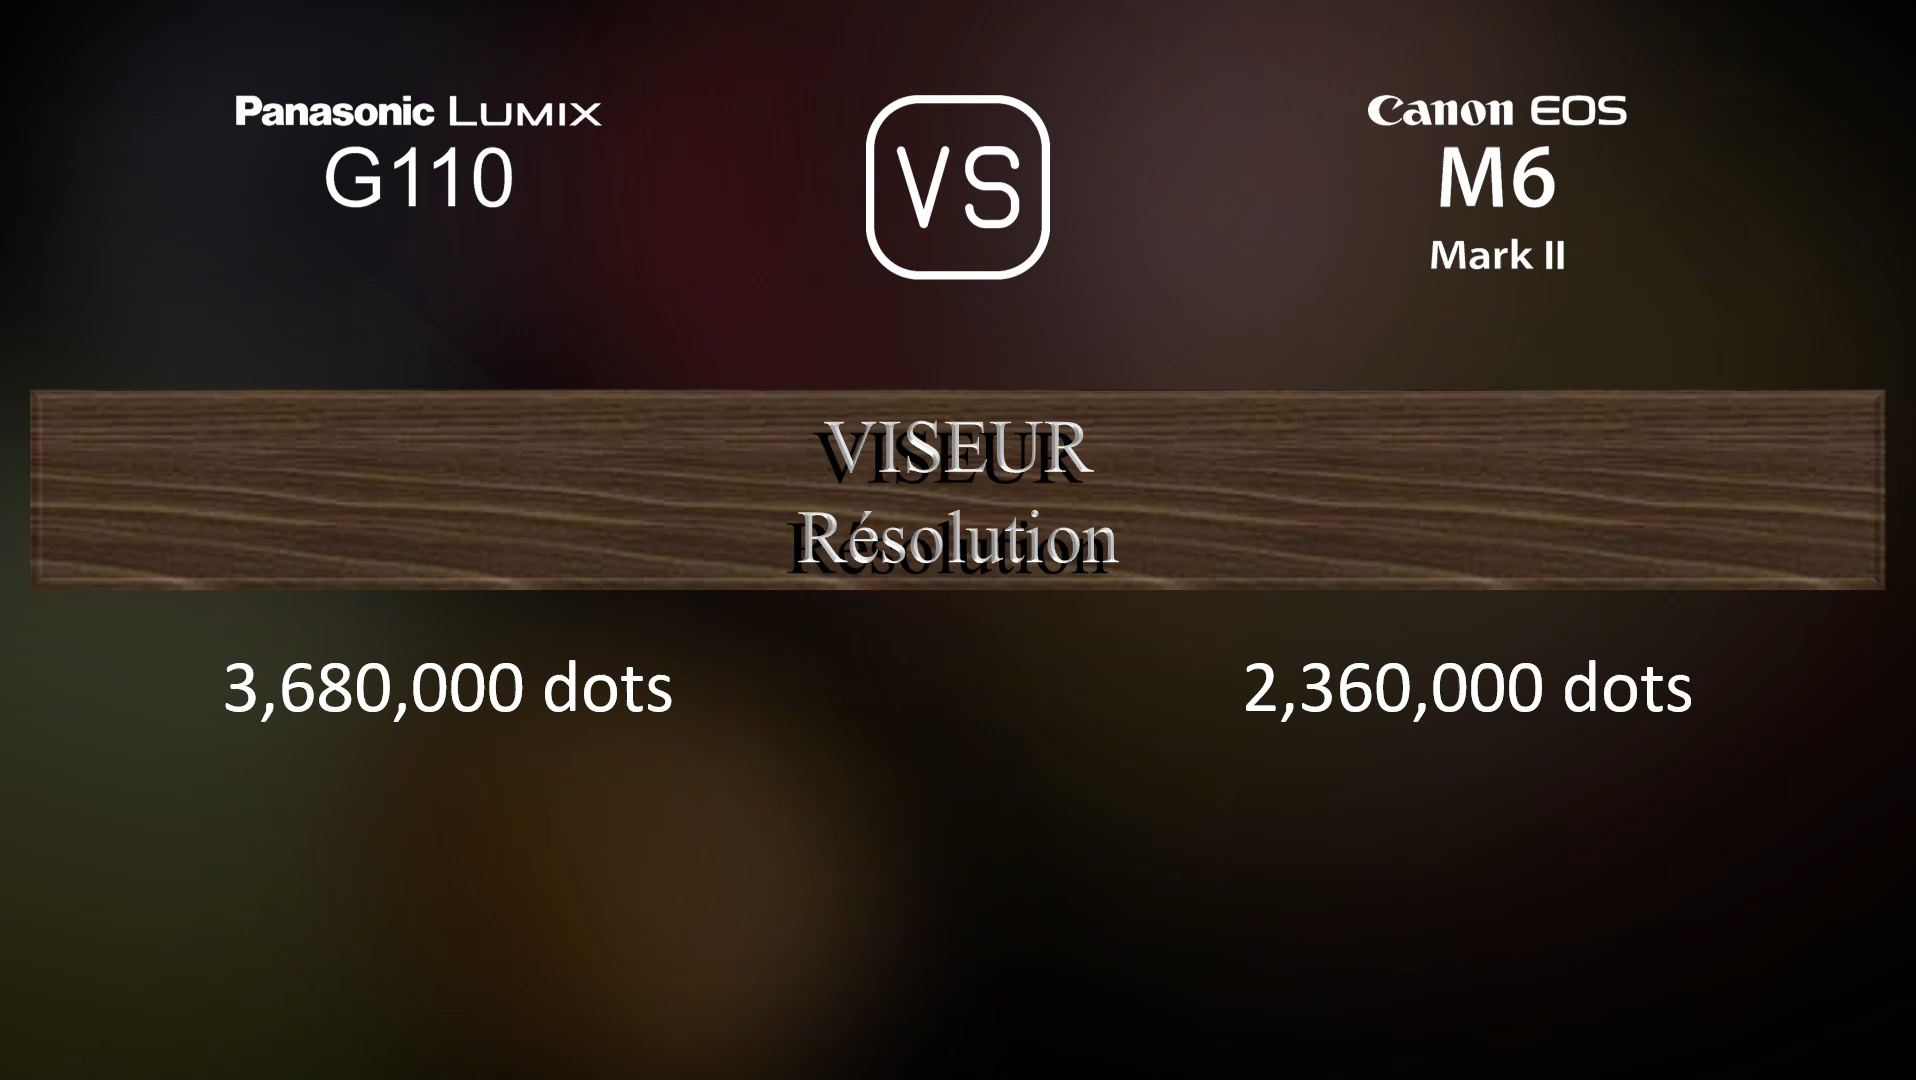 Panasonic LUMIX
G110
VS
Canon EOS
M6
Mark II
VISEUR
Résolution
3,680,000 dots
2,360,000 dots